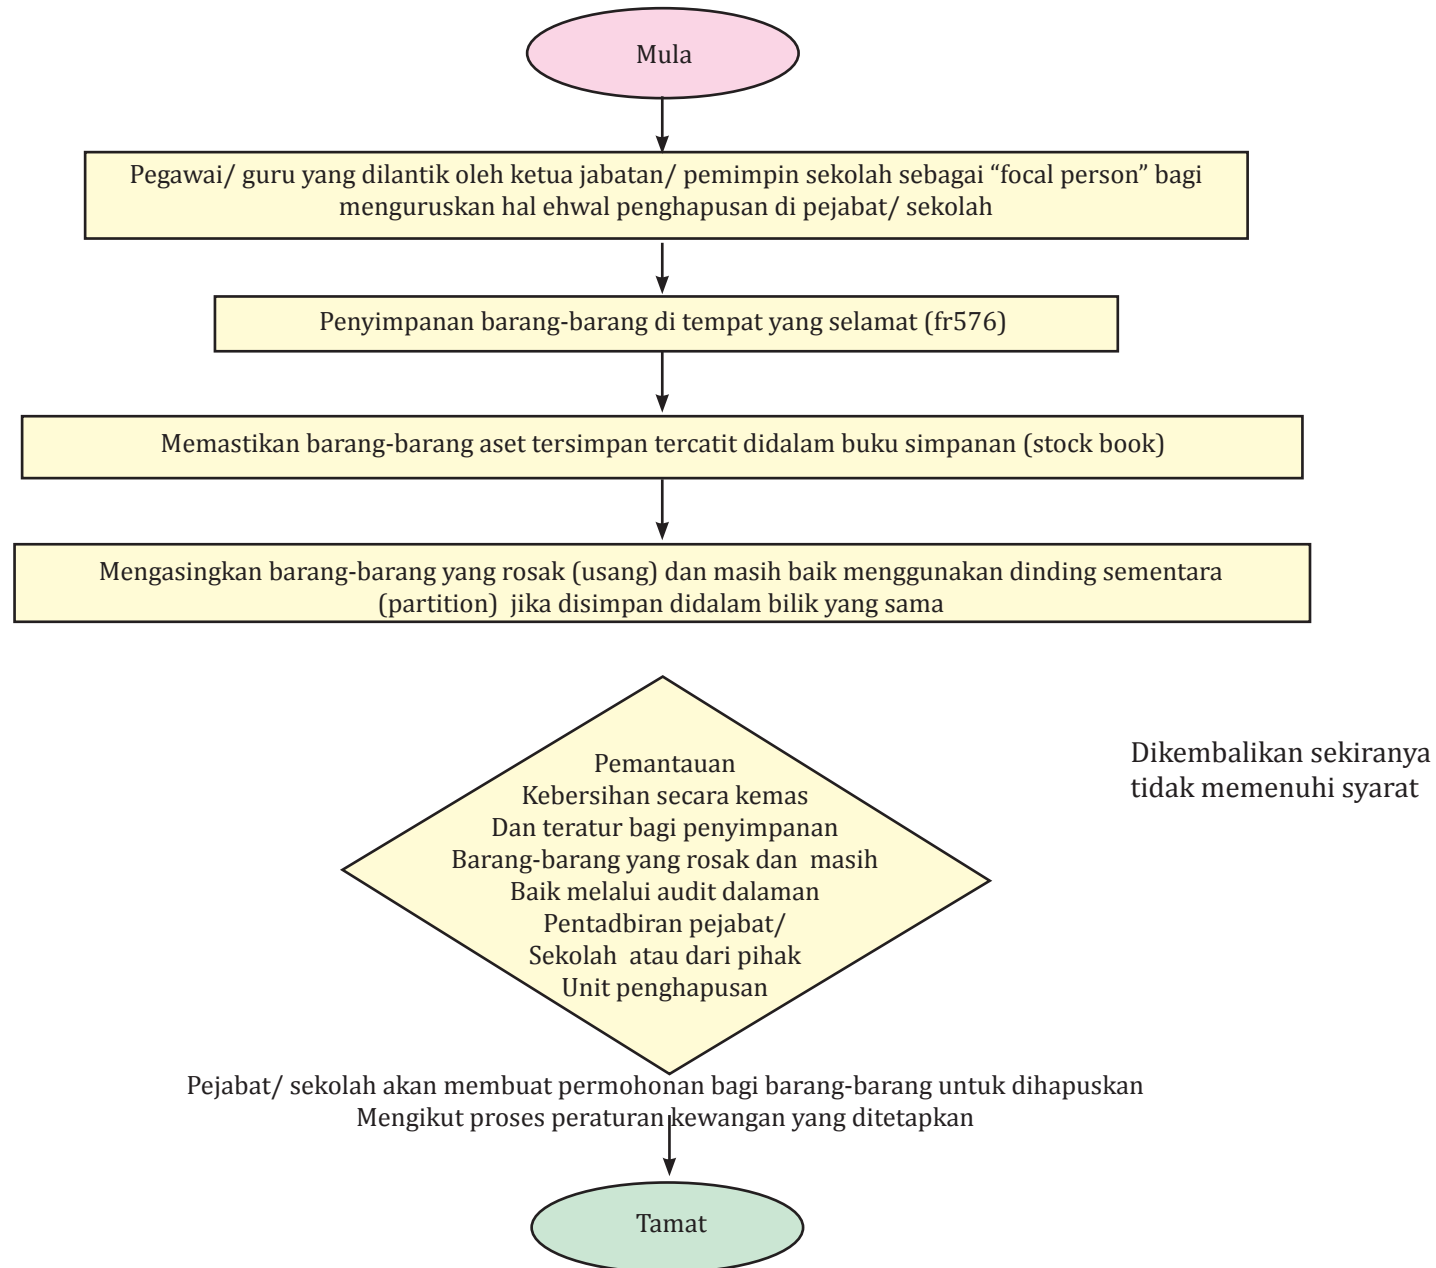 Mula
Pegawai/ guru yang dilantik oleh ketua jabatan/ pemimpin sekolah sebagai “focal person” bagi
menguruskan hal ehwal penghapusan di pejabat/ sekolah
Penyimpanan barang-barang di tempat yang selamat (fr576)
Memastikan barang-barang aset tersimpan tercatit didalam buku simpanan (stock book)
Mengasingkan barang-barang yang rosak (usang) dan masih baik menggunakan dinding sementara
(partition) jika disimpan didalam bilik yang sama
Pemantauan
Kebersihan secara kemas
Dan teratur bagi penyimpanan
Barang-barang yang rosak dan masih
Baik melalui audit dalaman
Pentadbiran pejabat/
Sekolah atau dari pihak
Unit penghapusan
Dikembalikan sekiranya
tidak memenuhi syarat
Pejabat/ sekolah akan membuat permohonan bagi barang-barang untuk dihapuskan
Mengikut proses peraturan kewangan yang ditetapkan
Tamat